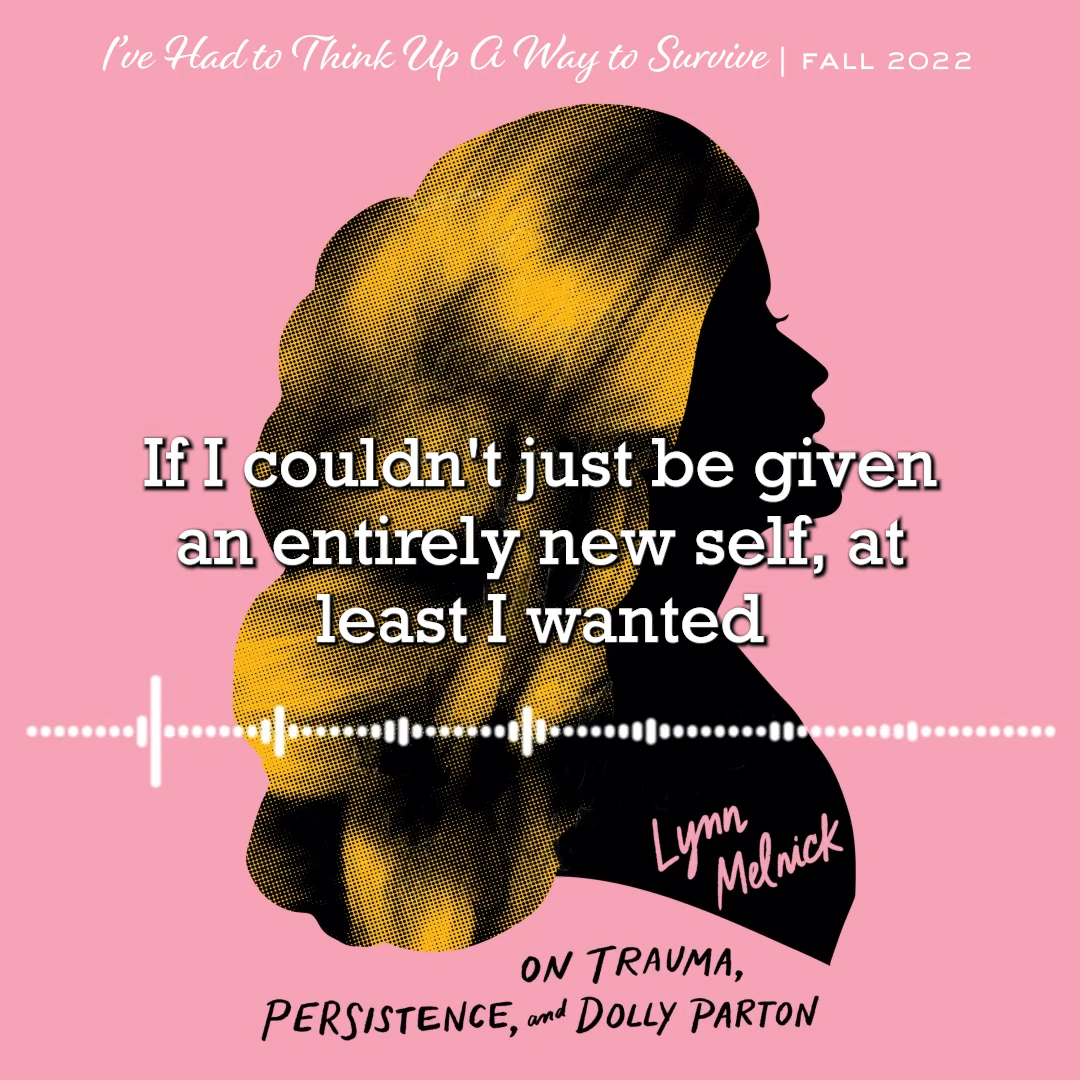 I've Had to Think Up A Way to Survive | FALL 2022
If I couldn't just be given
an entirely new self, at
least I wanted
Lynn
Melnick
ON TRAUMA,
PERSISTENCE, and DOLLY PARTON